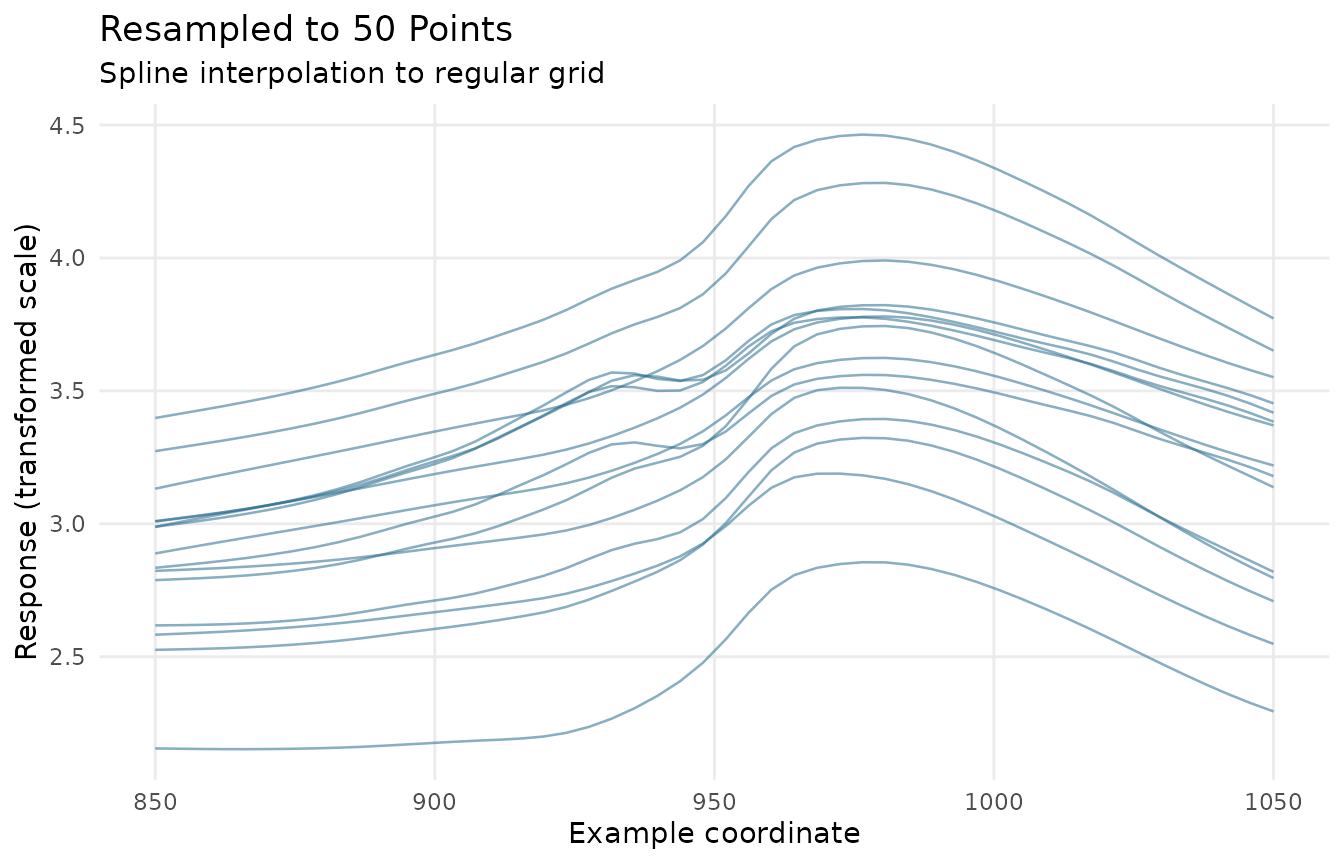 Resampled to 50 Points
Spline interpolation to regular grid
Response (transformed scale)
4.5
4.0
3.5
3.0
2.5
850
900
950
1000
1050
Example coordinate